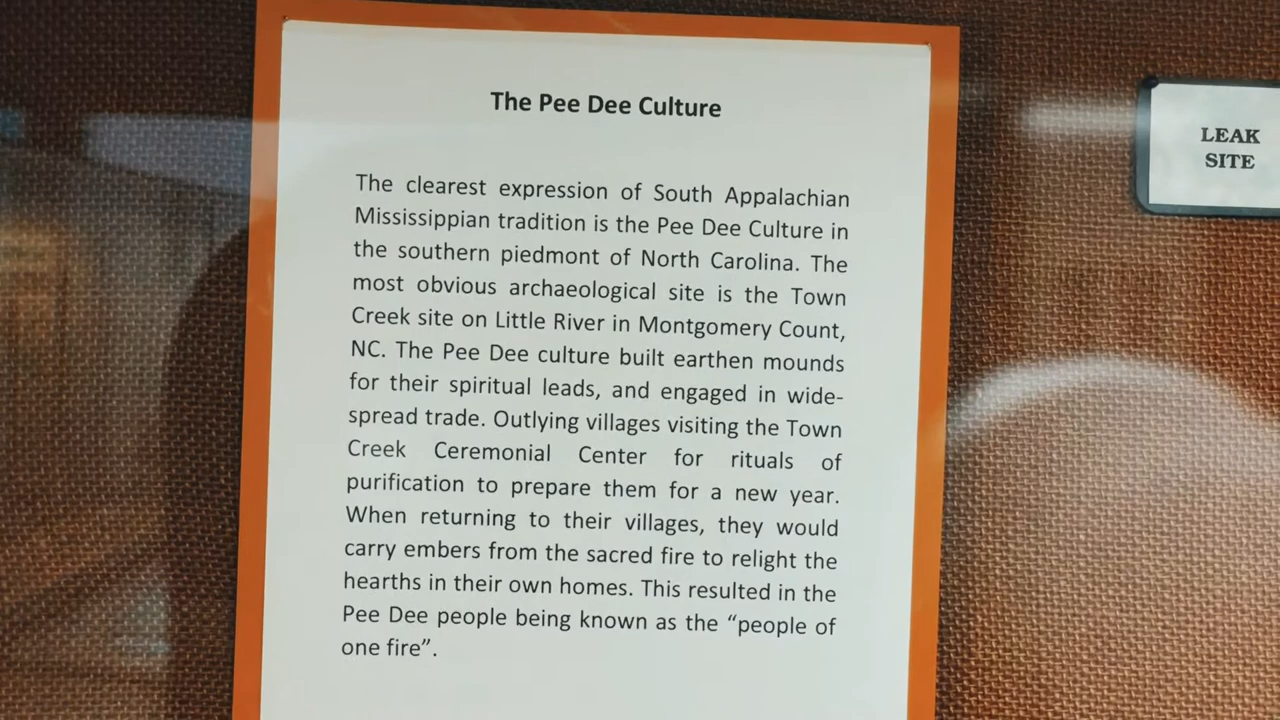 The Pee Dee Culture
The clearest expression of South Appalachian
Mississippian tradition is the Pee Dee Culture in
the southern piedmont of North Carolina. The
most obvious archaeological site is the Town
Creek site on Little River in Montgomery Count,
NC. The Pee Dee culture built earthen mounds
for their spiritual leads, and engaged in wide-
spread trade. Outlying villages visiting the Town
Creek Ceremonial Center for rituals of
purification to prepare them for a new year.
When returning to their villages, they would
carry embers from the sacred fire to relight the
hearths in their own homes. This resulted in the
Pee Dee people being known as the “people of
one fire”.
LEAK
SITE